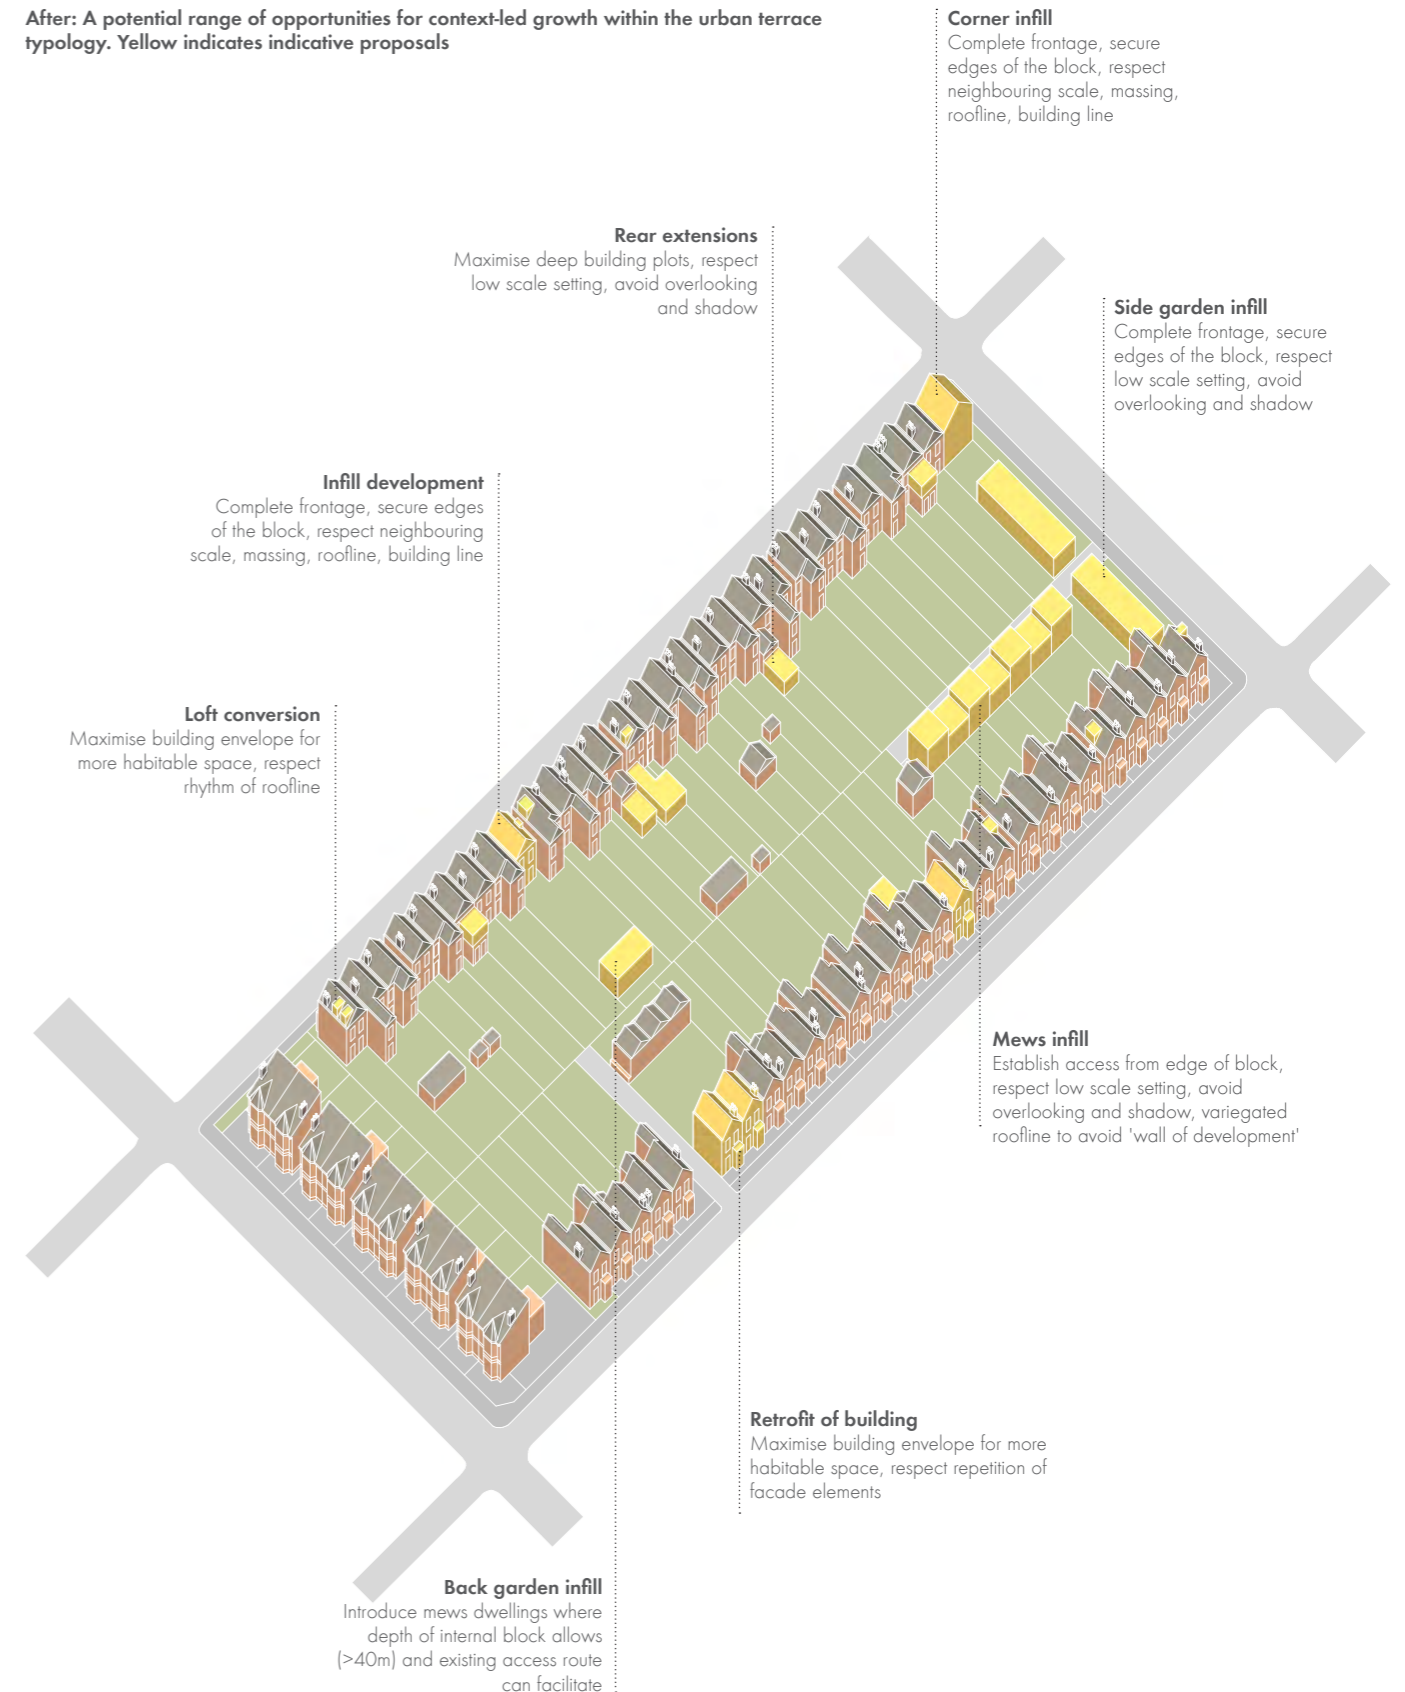 After: A potential range of opportunities for context-led growth within the urban terrace
typology. Yellow indicates indicative proposals
Corner infill
Complete frontage, secure
edges of the block, respect
neighbouring scale, massing,
roofline, building line
Rear extensions
Maximise deep building plots, respect
low scale setting, avoid overlooking
and shadow
Side garden infill
Complete frontage, secure
edges of the block, respect
low scale setting, avoid
overlooking and shadow
Infill development
Complete frontage, secure edges
of the block, respect neighbouring
scale, massing, roofline, building line
Loft conversion
Maximise building envelope for
more habitable space, respect
rhythm of roofline
Mews infill
Establish access from edge of block,
respect low scale setting, avoid
overlooking and shadow, variegated
roofline to avoid 'wall of development'
Retrofit of building
Maximise building envelope for more
habitable space, respect repetition of
facade elements
Back garden infill
Introduce mews dwellings where
depth of internal block allows
(>40m) and existing access route
can facilitate